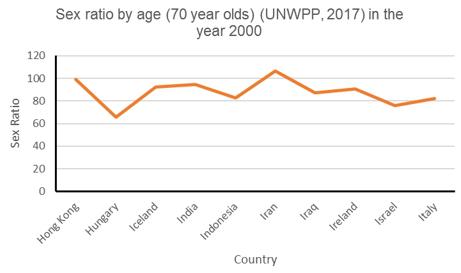 Sex ratio by age (70 year olds) (UNWPP, 2017) in the
year 2000
120
100
80
60
40
20
0
Sex Ratio
Hong Kong
Hungary
Iceland
India
Indonesia
Iran
Iraq
Ireland
Israel
Italy
Country